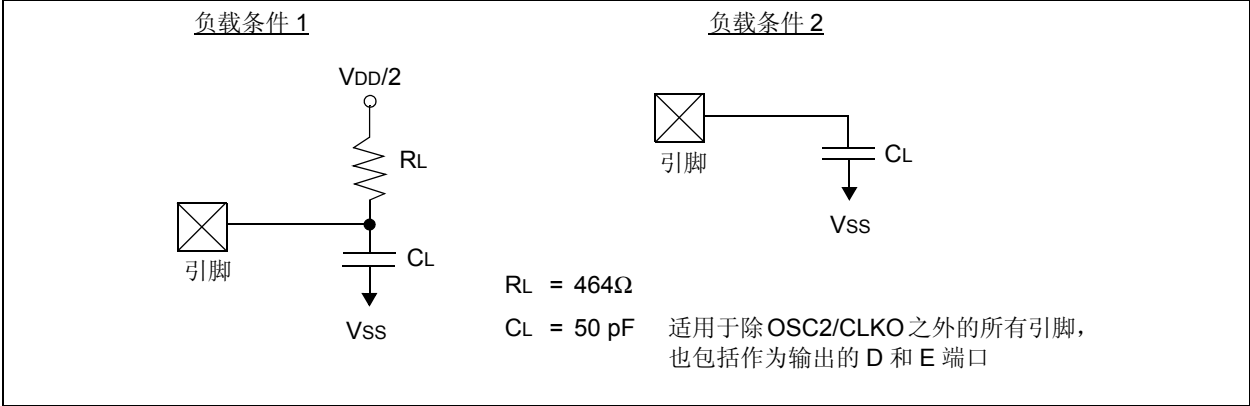 负载条件 1
VDD/2
RL
引脚
CL
VSS
负载条件 2
引脚
CL
VSS
RL = 464Ω
CL = 50 pF 适用于除 OSC2/CLKO 之外的所有引脚，
也包括作为输出的 D 和 E 端口